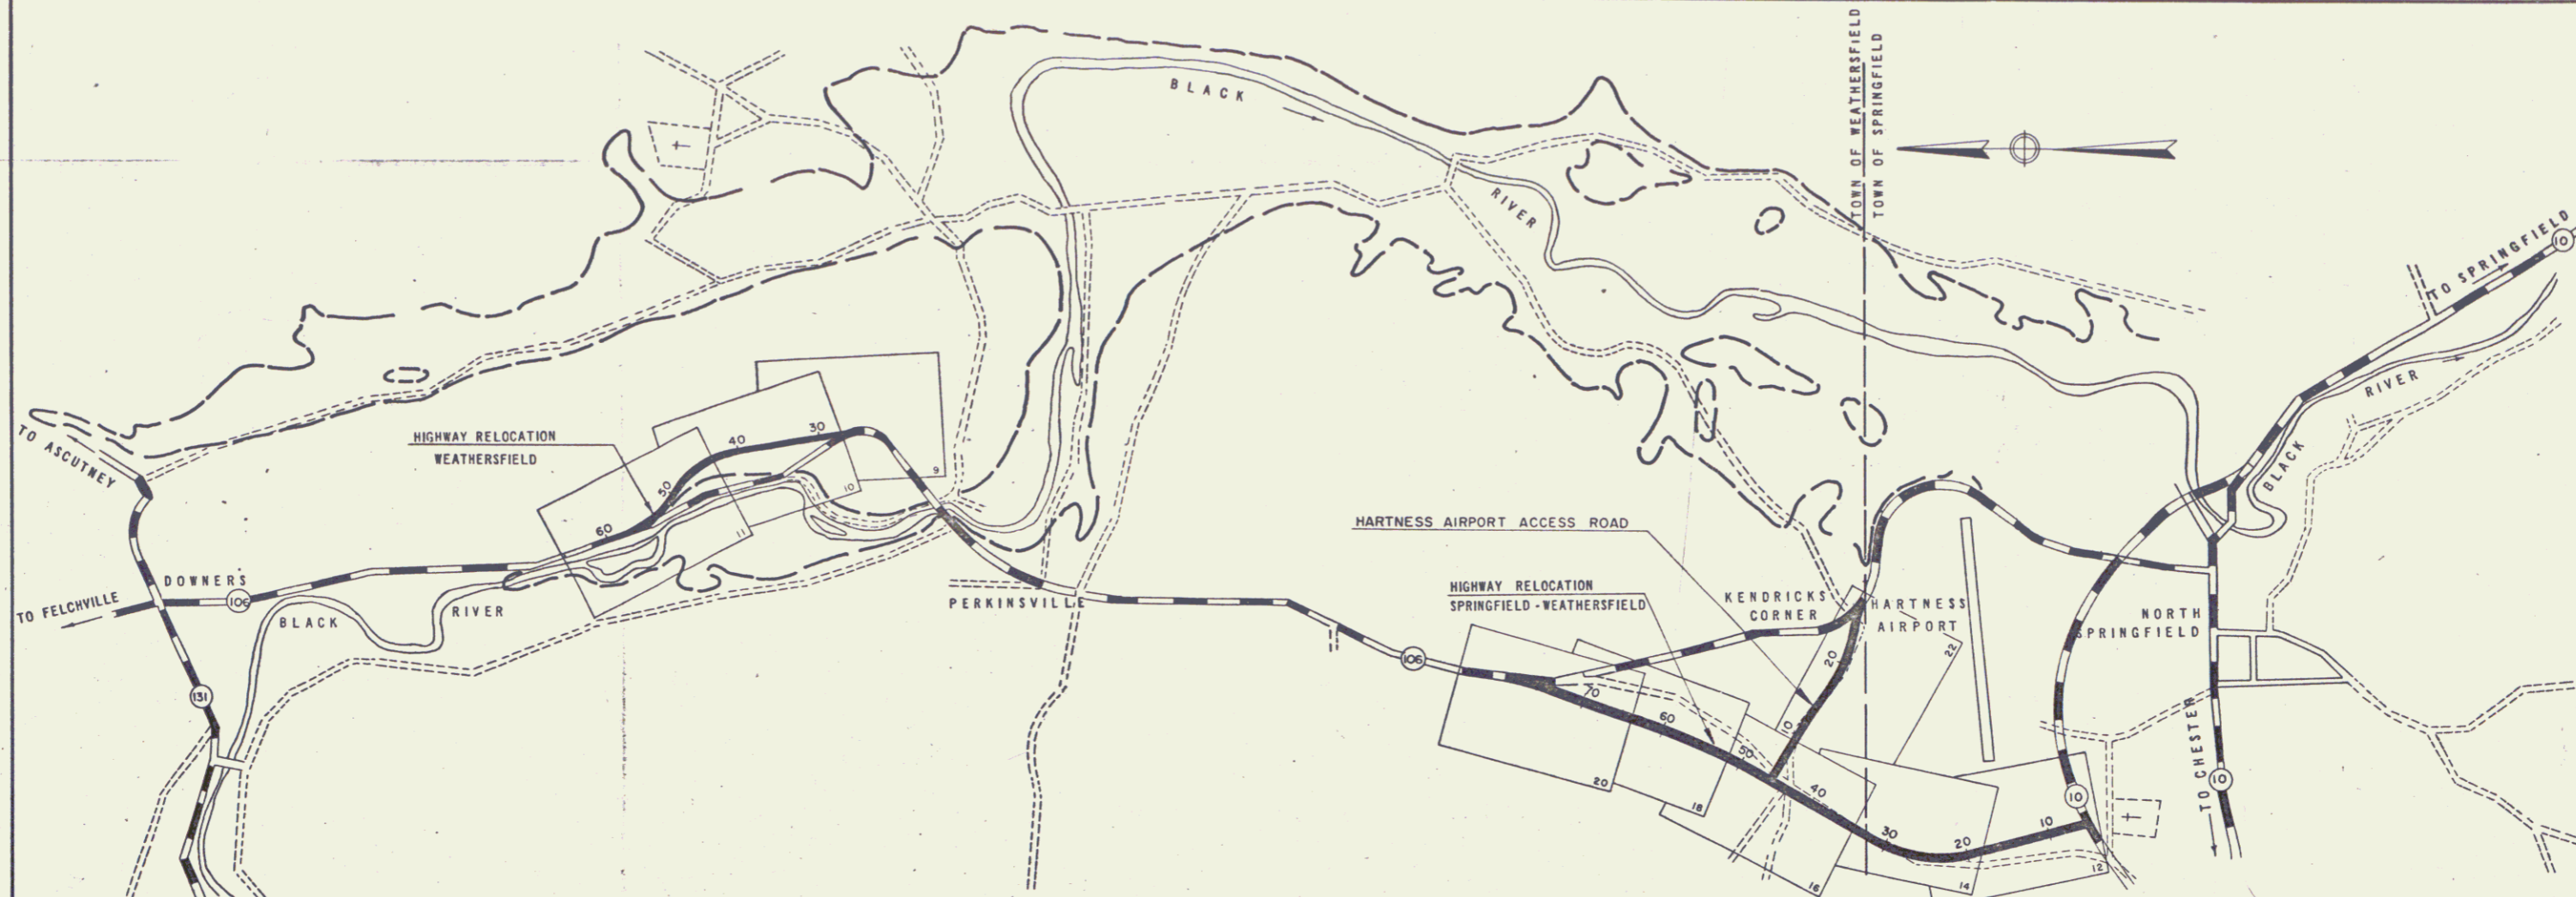 TOWN OF WEATHERSFIELD
TOWN OF SPRINGFIELD
BLACK
RIVER
TO SPRINGFIELD
10
RIVER
BLACK
TO ASCUTNEY
HIGHWAY RELOCATION
WEATHERSFIELD
30
40
50
60
9
10
11
DOWNERS
106
TO FELCHVILLE
BLACK
RIVER
131
PERKINSVILLE
HARTNESS AIRPORT ACCESS ROAD
HIGHWAY RELOCATION
SPRINGFIELD - WEATHERSFIELD
KENDRICKS
CORNER
HARTNESS
AIRPORT
NORTH
SPRINGFIELD
106
20
22
10
70
60
50
40
30
20
10
20
18
16
14
12
10
TO CHESTER
10